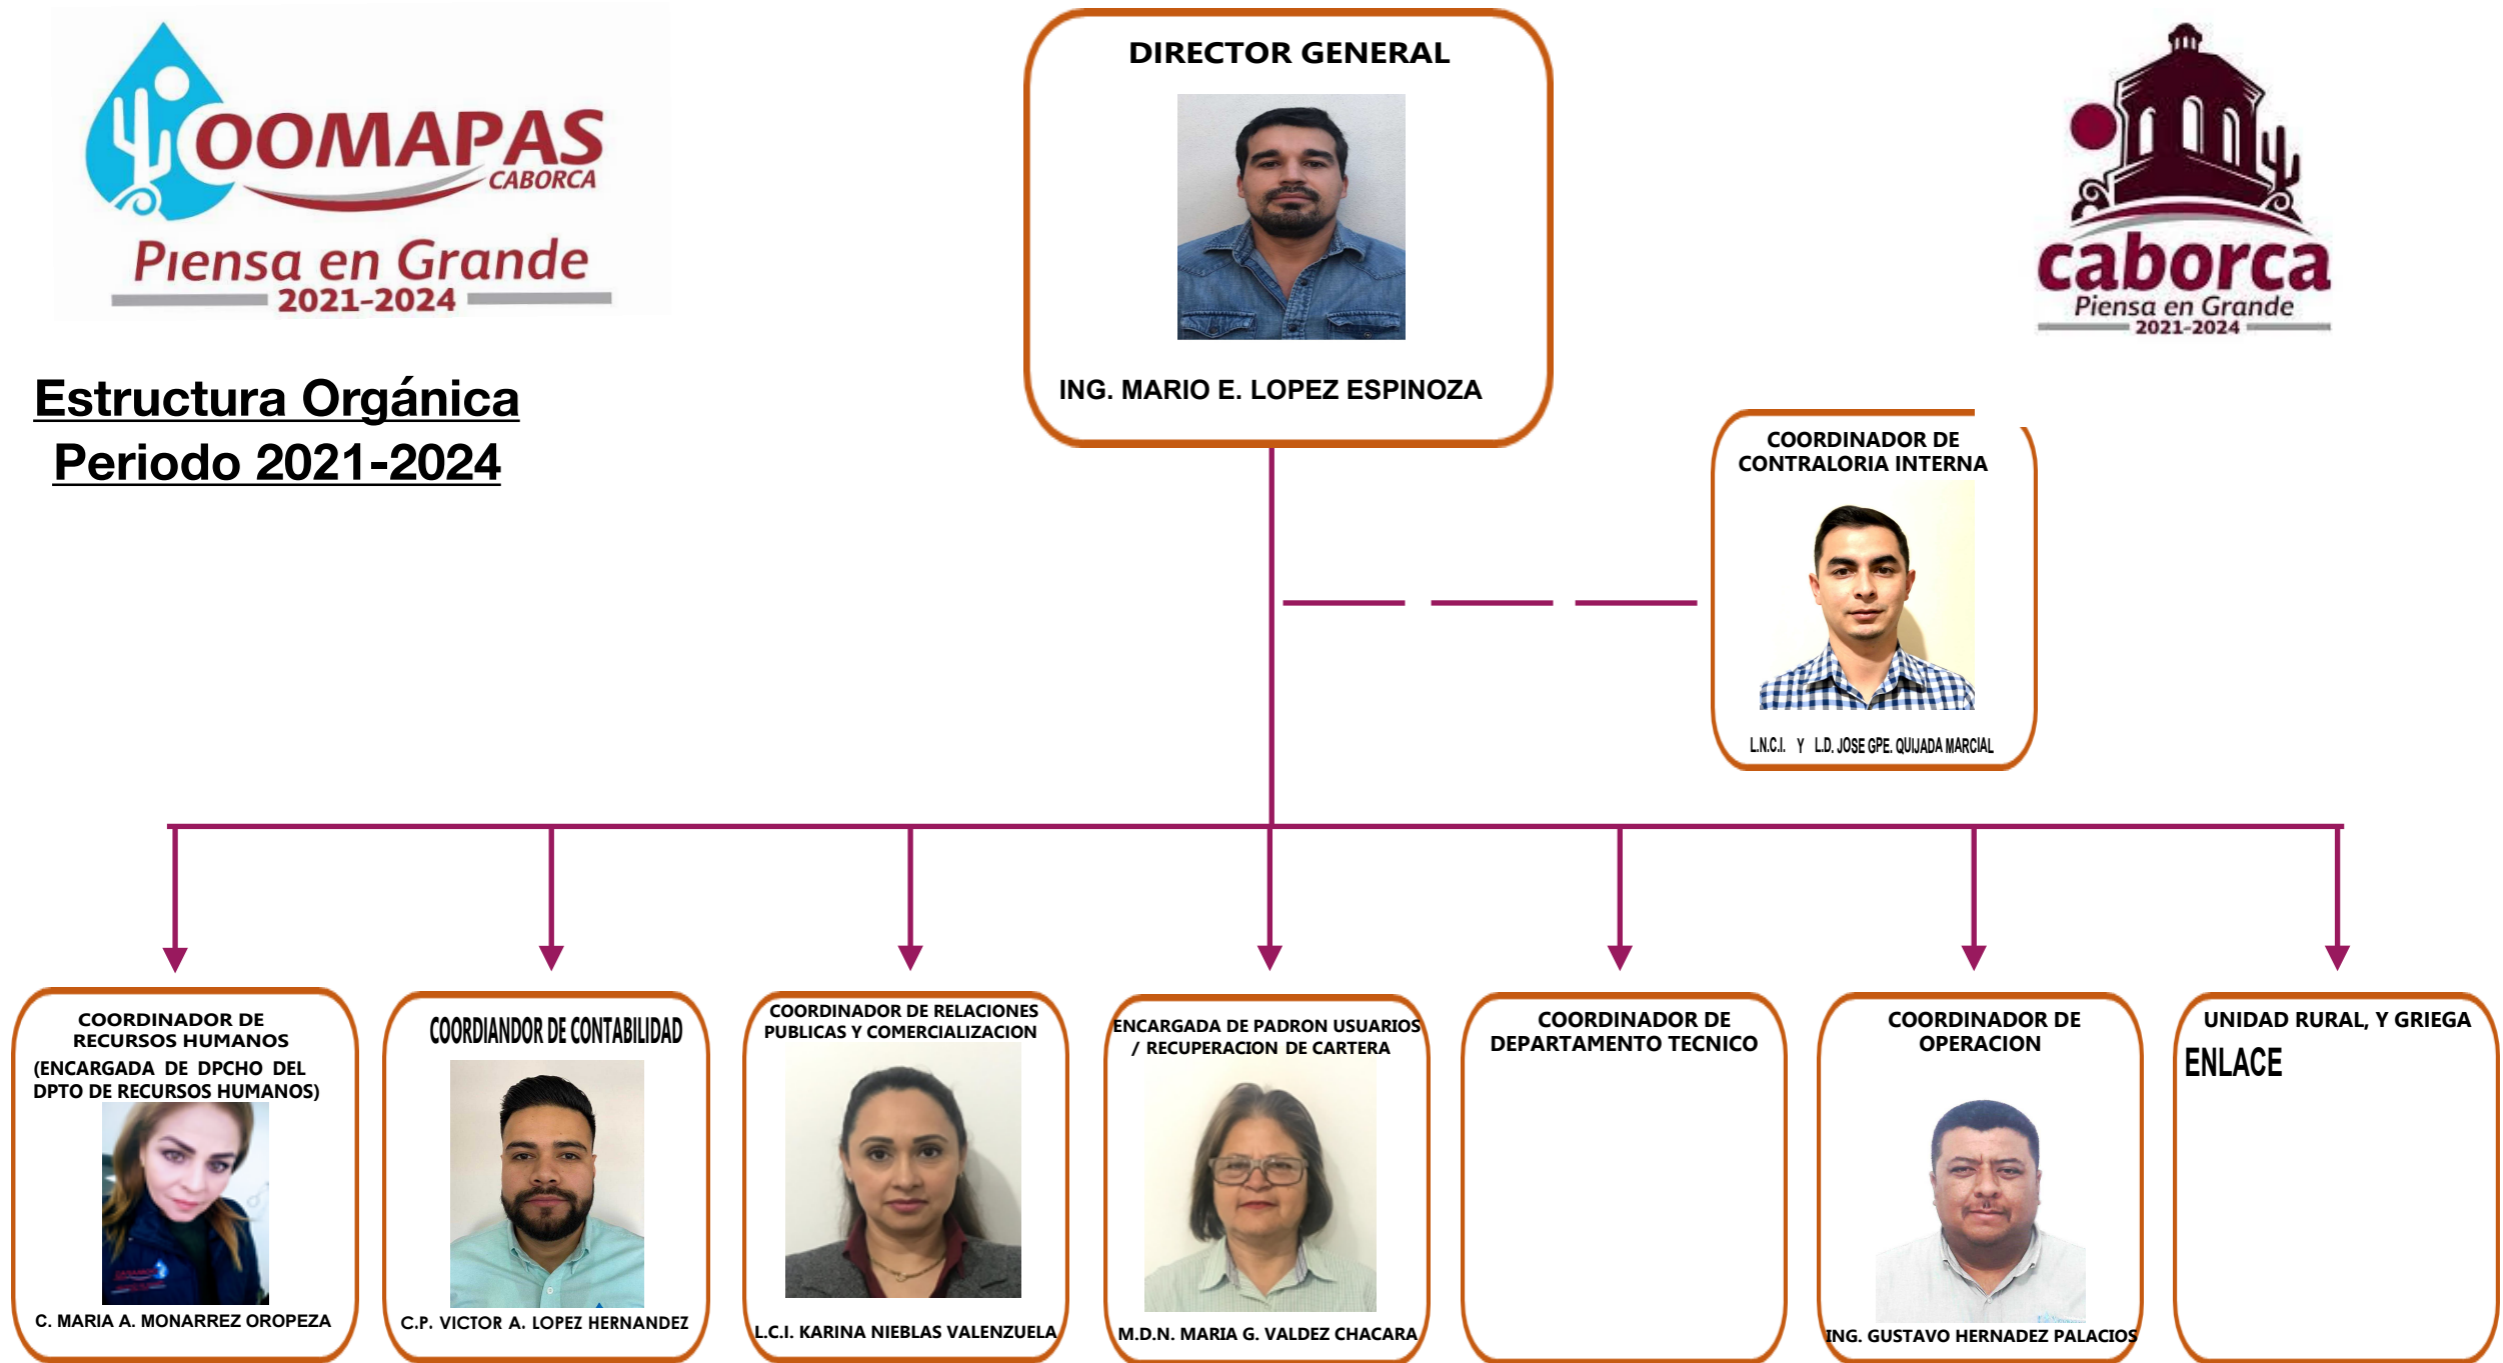 COOMAPAS
CABORCA
Piensa en Grande
2021-2024
DIRECTOR GENERAL
ING. MARIO E. LOPEZ ESPINOZA
caborca
Piensa en Grande
2021-2024
Estructura Orgánica
Periodo 2021-2024
COORDINADOR DE
CONTRALORIA INTERNA
L.N.C.I. Y L.D. JOSE GPE. QUIJADA MARCIAL
COORDINADOR DE
RECURSOS HUMANOS
(ENCARGADA DE DPCHO DEL
DPTO DE RECURSOS HUMANOS)
C. MARIA A. MONARREZ OROPEZA
COORDIANDOR DE CONTABILIDAD
C.P. VICTOR A. LOPEZ HERNANDEZ
COORDINADOR DE RELACIONES
PUBLICAS Y COMERCIALIZACION
L.C.I. KARINA NIEBLAS VALENZUELA
ENCARGADA DE PADRON USUARIOS
/ RECUPERACION DE CARTERA
M.D.N. MARIA G. VALDEZ CHACARA
COORDINADOR DE
DEPARTAMENTO TECNICO
COORDINADOR DE
OPERACION
ING. GUSTAVO HERNADEZ PALACIOS
UNIDAD RURAL, Y GRIEGA
ENLACE